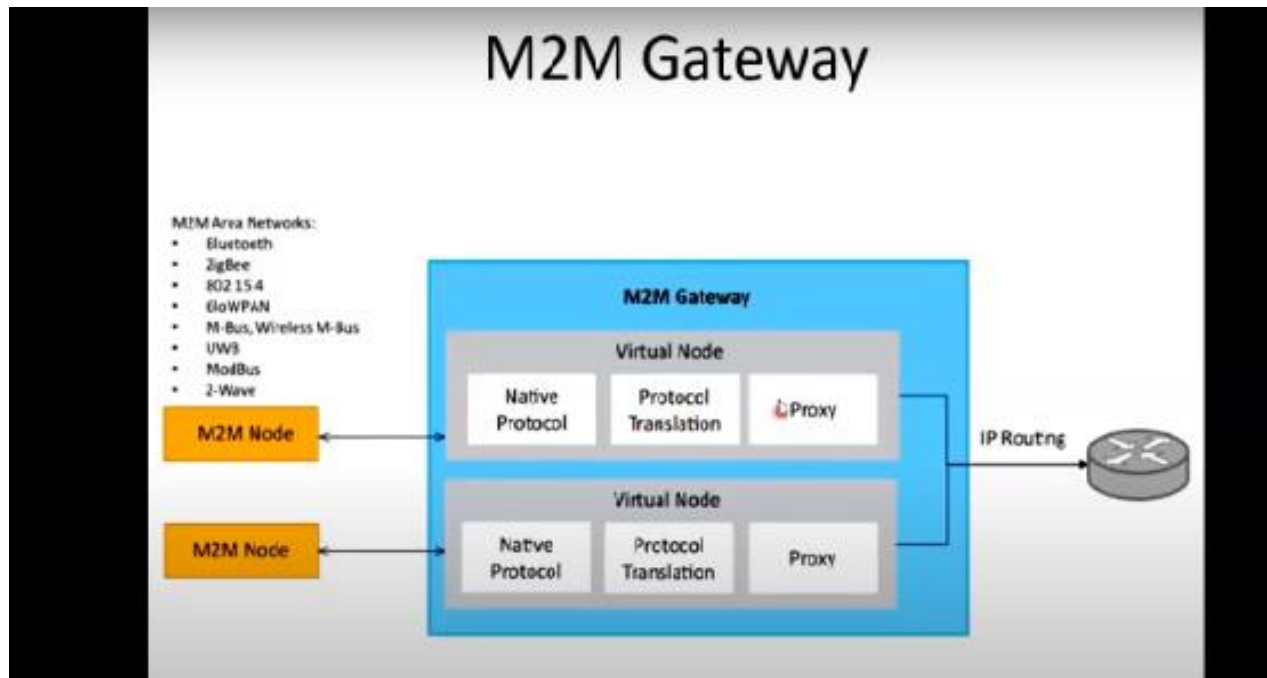 M2M Gateway
M2M Area Networks:
• Bluetooth
• ZigBee
• 802 15 4
• 6loWPAN
• M-Bus, Wireless M-Bus
• UWB
• ModBus
• Z-Wave
M2M Node
M2M Node
M2M Gateway
Virtual Node
Native
Protocol
Protocol
Translation
Proxy
Virtual Node
Native
Protocol
Protocol
Translation
Proxy
IP Routing